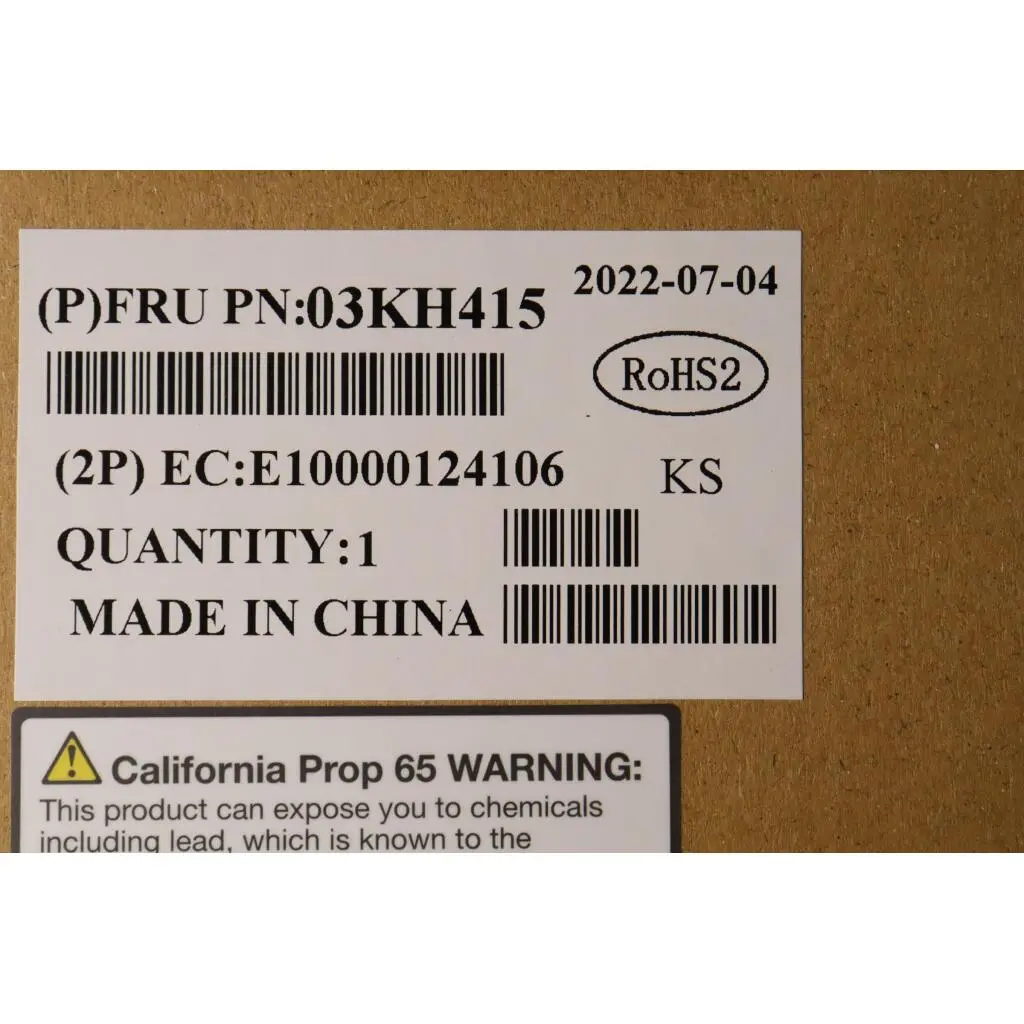 2022-07-04
(P)FRU PN:03KH415
RoHS2
(2P) EC:E10000124106
KS
QUANTITY:1
MADE IN CHINA
California Prop 65 WARNING:
This product can expose you to chemicals
including lead, which is known to the